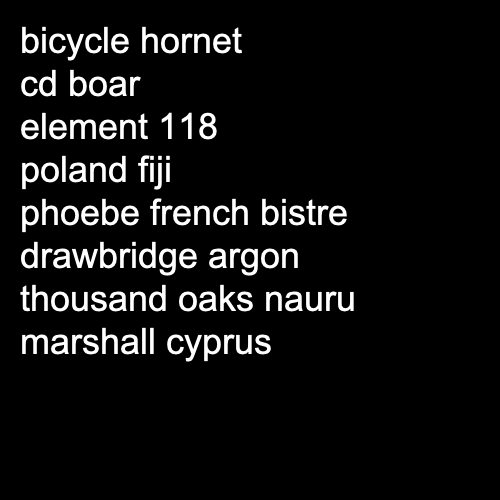 bicycle hornet
cd boar
element 118
poland fiji
phoebe french bistre
drawbridge argon
thousand oaks nauru
marshall cyprus